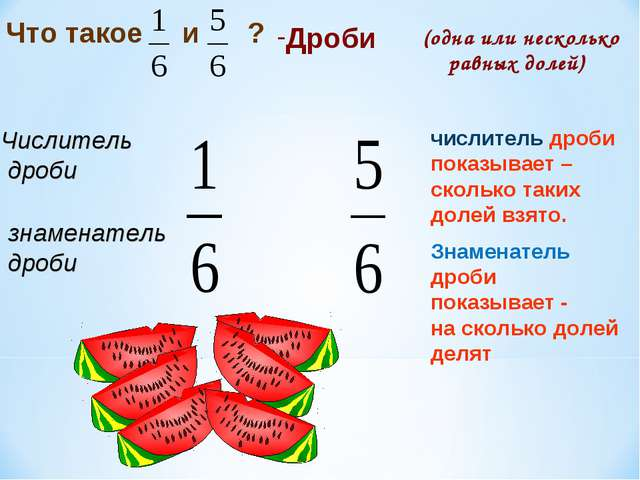 Что такое 1/6 и 5/6 ? -Дроби
(одна или несколько
равных долей)
Числитель
дроби
знаменатель
дроби
1/6
5/6
числитель дроби
показывает –
сколько таких
долей взято.
Знаменатель
дроби
показывает -
на сколько долей
делят